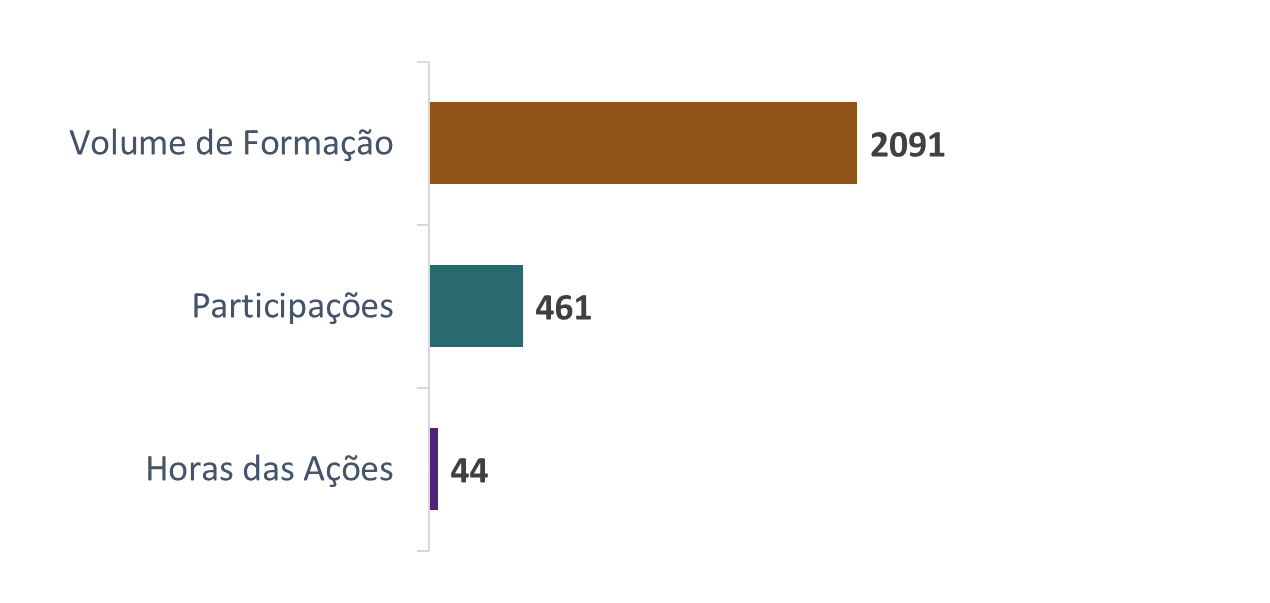 Volume de Formação 2091
Participações 461
Horas das Ações 44